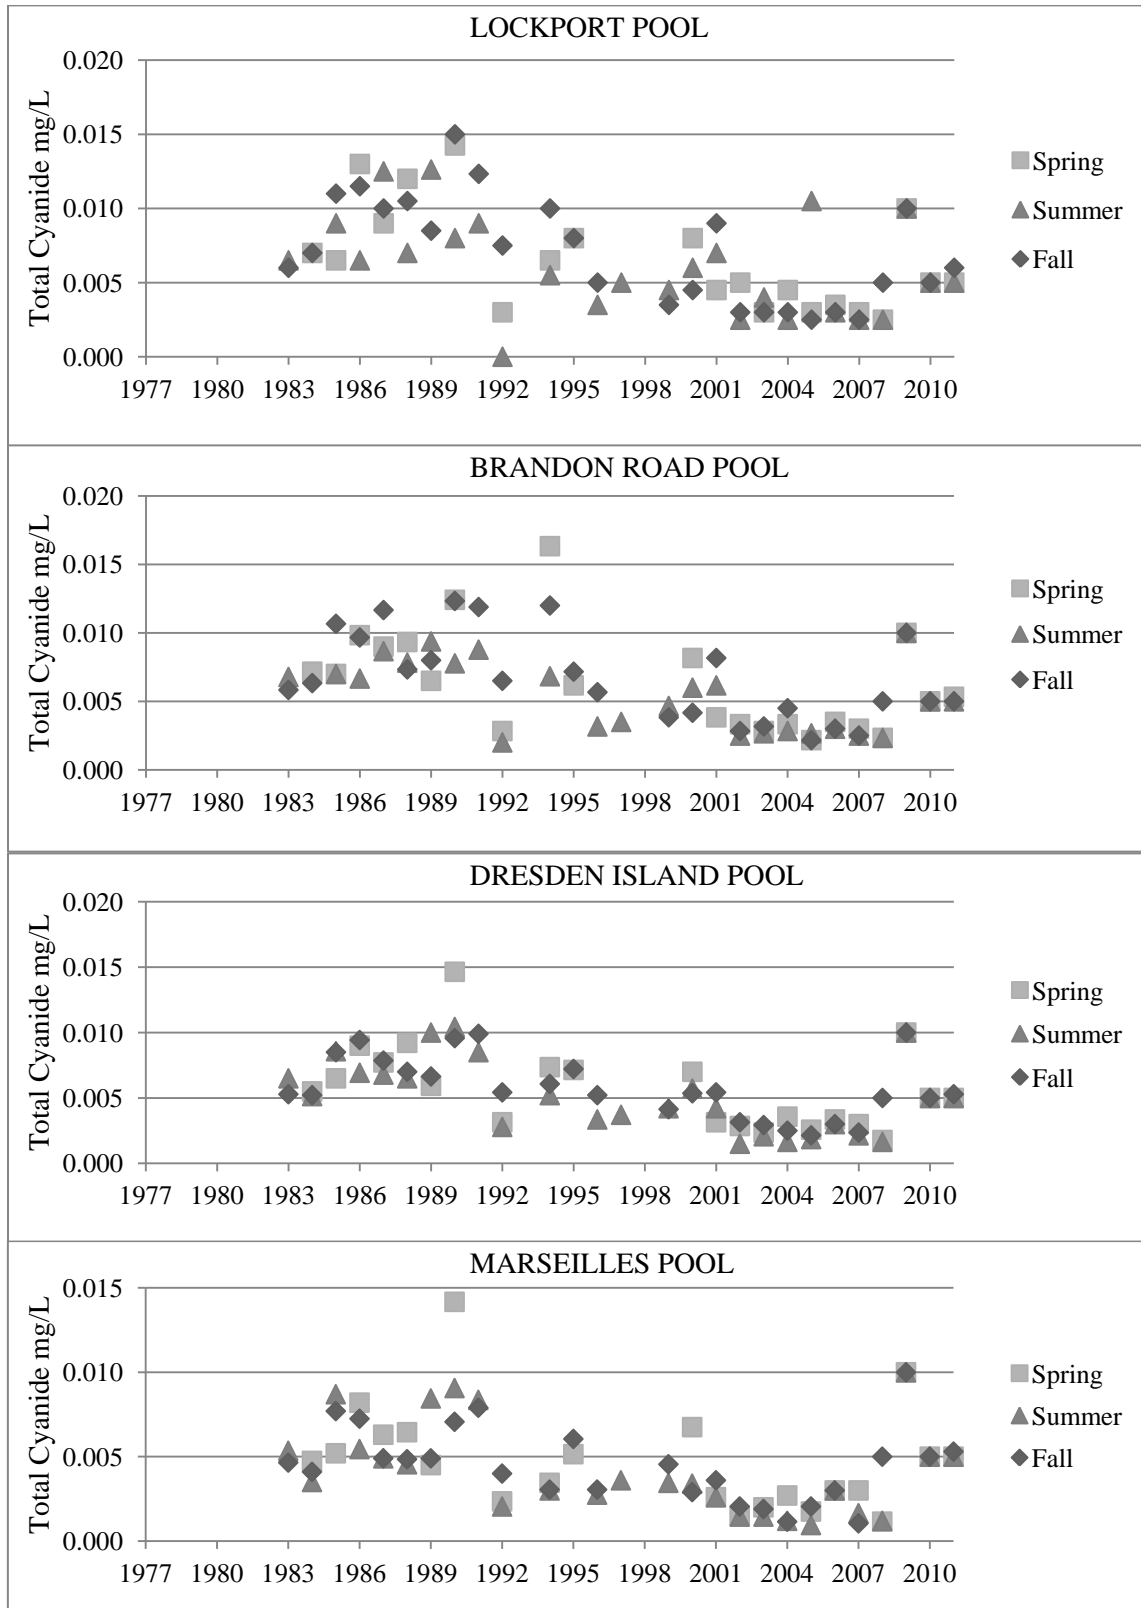 LOCKPORT POOL
Total Cyanide mg/L
0.020
0.015
0.010
0.005
0.000
1977 1980 1983 1986 1989 1992 1995 1998 2001 2004 2007 2010
Spring
Summer
Fall
BRANDON ROAD POOL
Total Cyanide mg/L
0.020
0.015
0.010
0.005
0.000
1977 1980 1983 1986 1989 1992 1995 1998 2001 2004 2007 2010
Spring
Summer
Fall
DRESDEN ISLAND POOL
Total Cyanide mg/L
0.020
0.015
0.010
0.005
0.000
1977 1980 1983 1986 1989 1992 1995 1998 2001 2004 2007 2010
Spring
Summer
Fall
MARSEILLES POOL
Total Cyanide mg/L
0.015
0.010
0.005
0.000
1977 1980 1983 1986 1989 1992 1995 1998 2001 2004 2007 2010
Spring
Summer
Fall